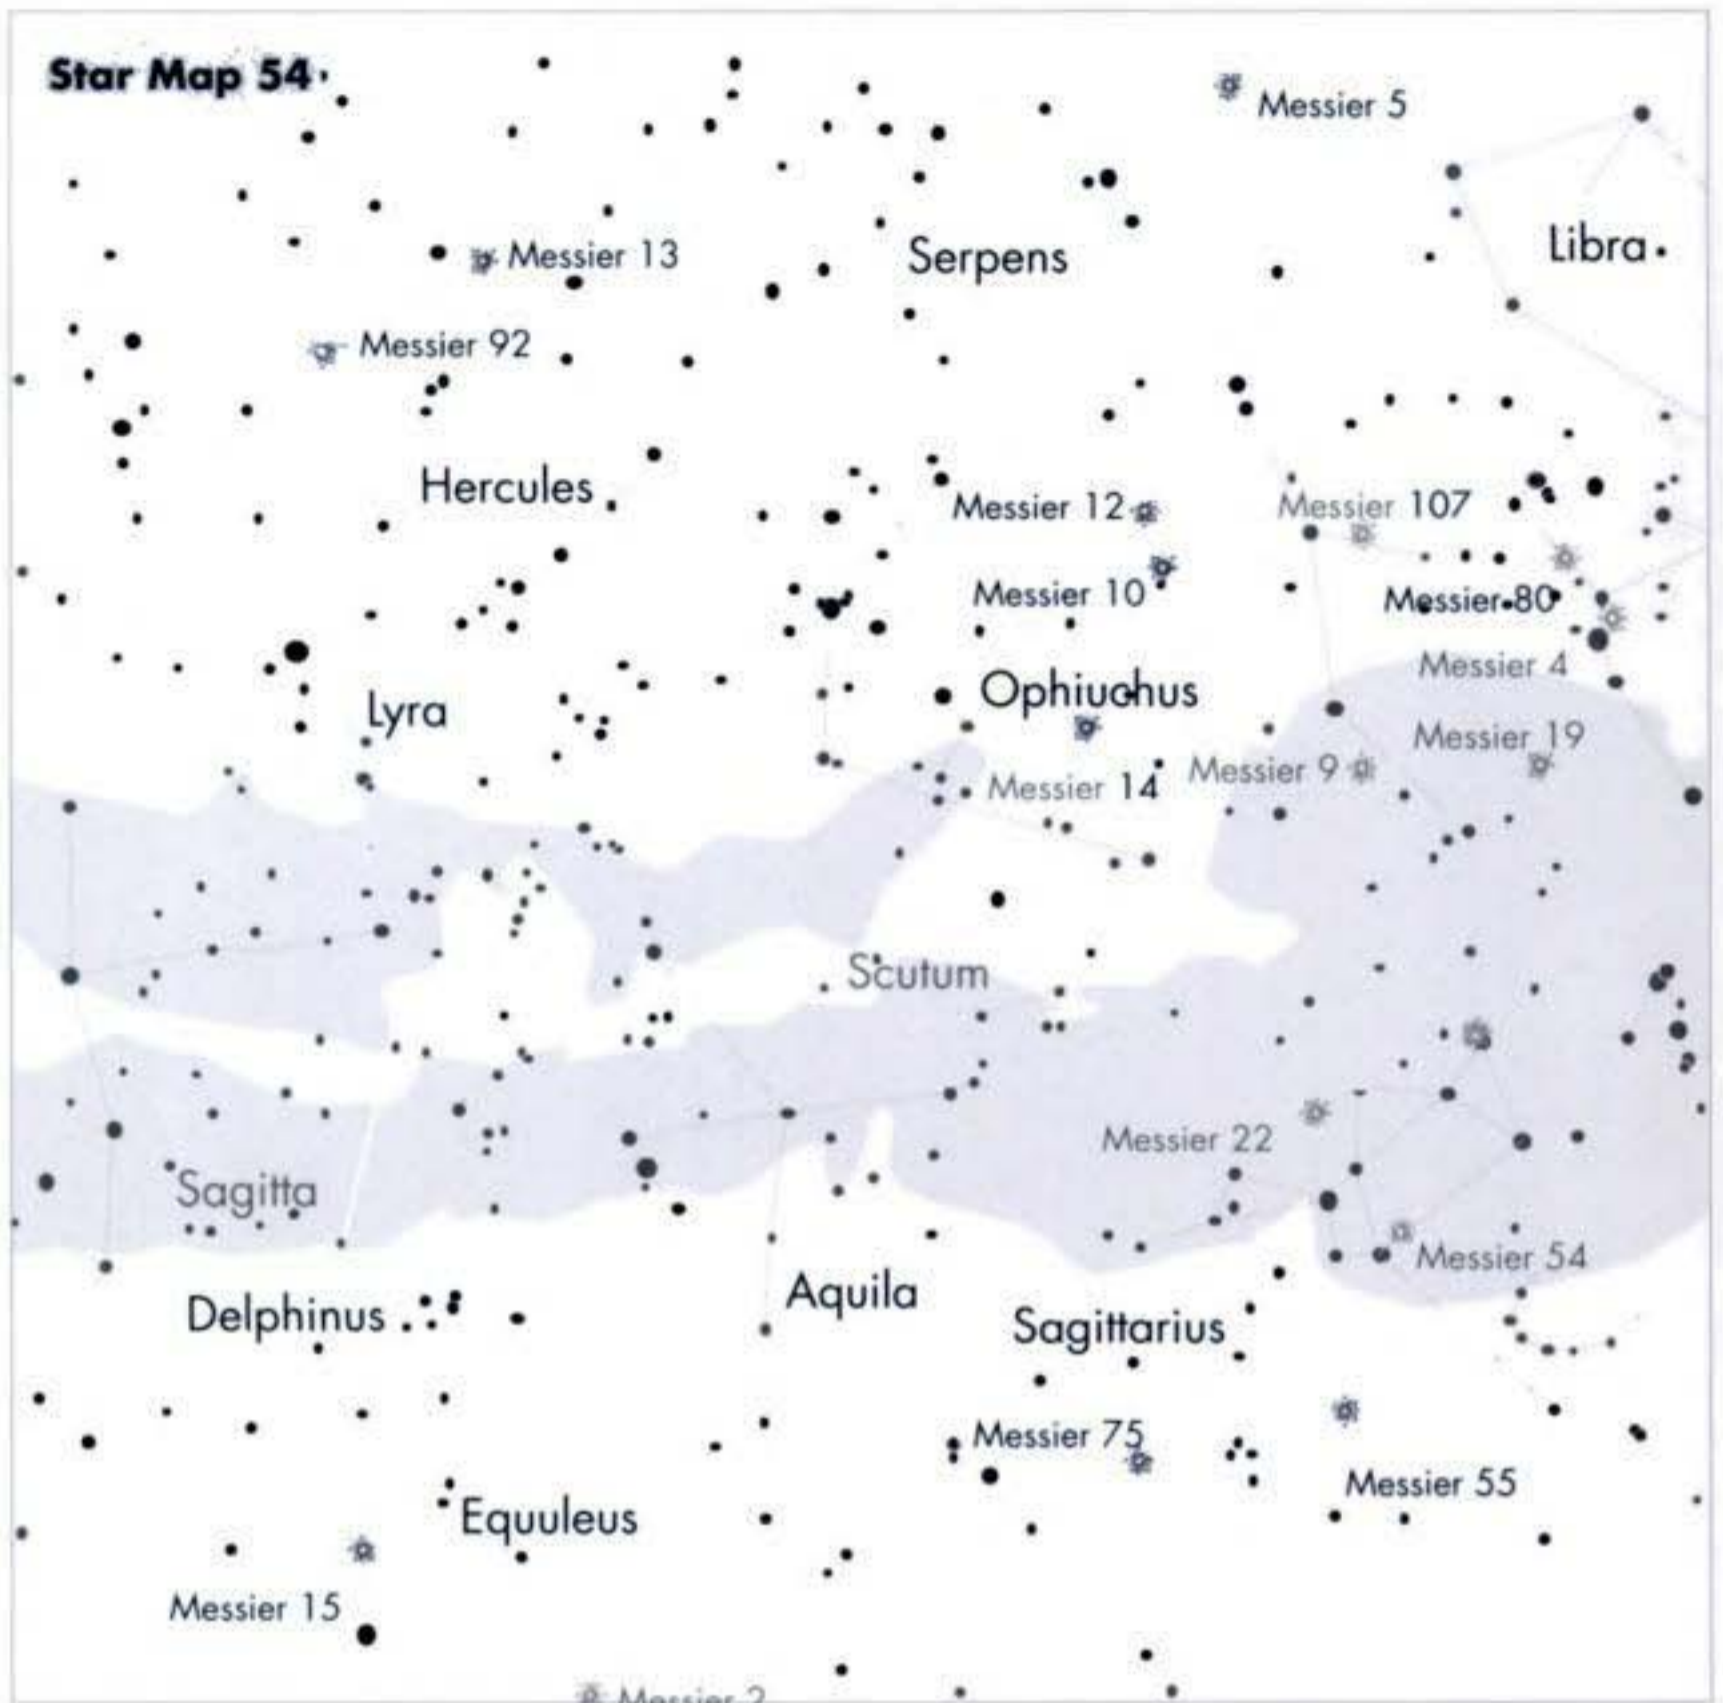 Star Map 54
Messier 5
Libra
Messier 13
Serpens
Messier 92
Hercules
Messier 12
Messier 107
Messier 10
Messier 80
Messier 4
Ophiuchus
Lyra
Messier 19
Messier 9
Messier 14
Scutum
Messier 22
Sagitta
Messier 54
Aquila
Delphinus
Sagittarius
Messier 75
Messier 55
Equuleus
Messier 15
Messier 2